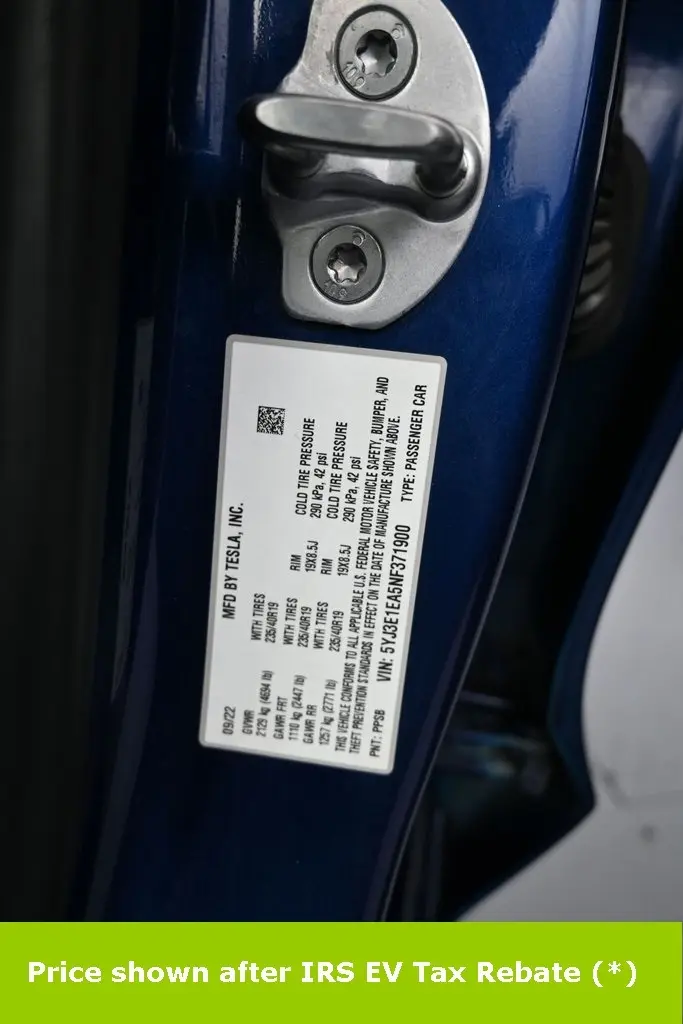 10.9
10.9
MFD BY TESLA, INC.
09/22
GVWR
2129 kg (4694 lb)
WITH TIRES
235/40R19
RIM
19X8.5J
COLD TIRE PRESSURE
290 kPa, 42 psi
GAWR FRT
1110 kg (2447 lb)
WITH TIRES
235/40R19
RIM
19X8.5J
COLD TIRE PRESSURE
290 kPa, 42 psi
GAWR RR
1257 kg (2771 lb)
WITH TIRES
235/40R19
THIS VEHICLE CONFORMS TO ALL APPLICABLE U.S. FEDERAL MOTOR VEHICLE SAFETY, BUMPER, AND
THEFT PREVENTION STANDARDS IN EFFECT ON THE DATE OF MANUFACTURE SHOWN ABOVE.
VIN: 5YJ3E1EA5NF371900
TYPE: PASSENGER CAR
PNT: PPSB
Price shown after IRS EV Tax Rebate (*)